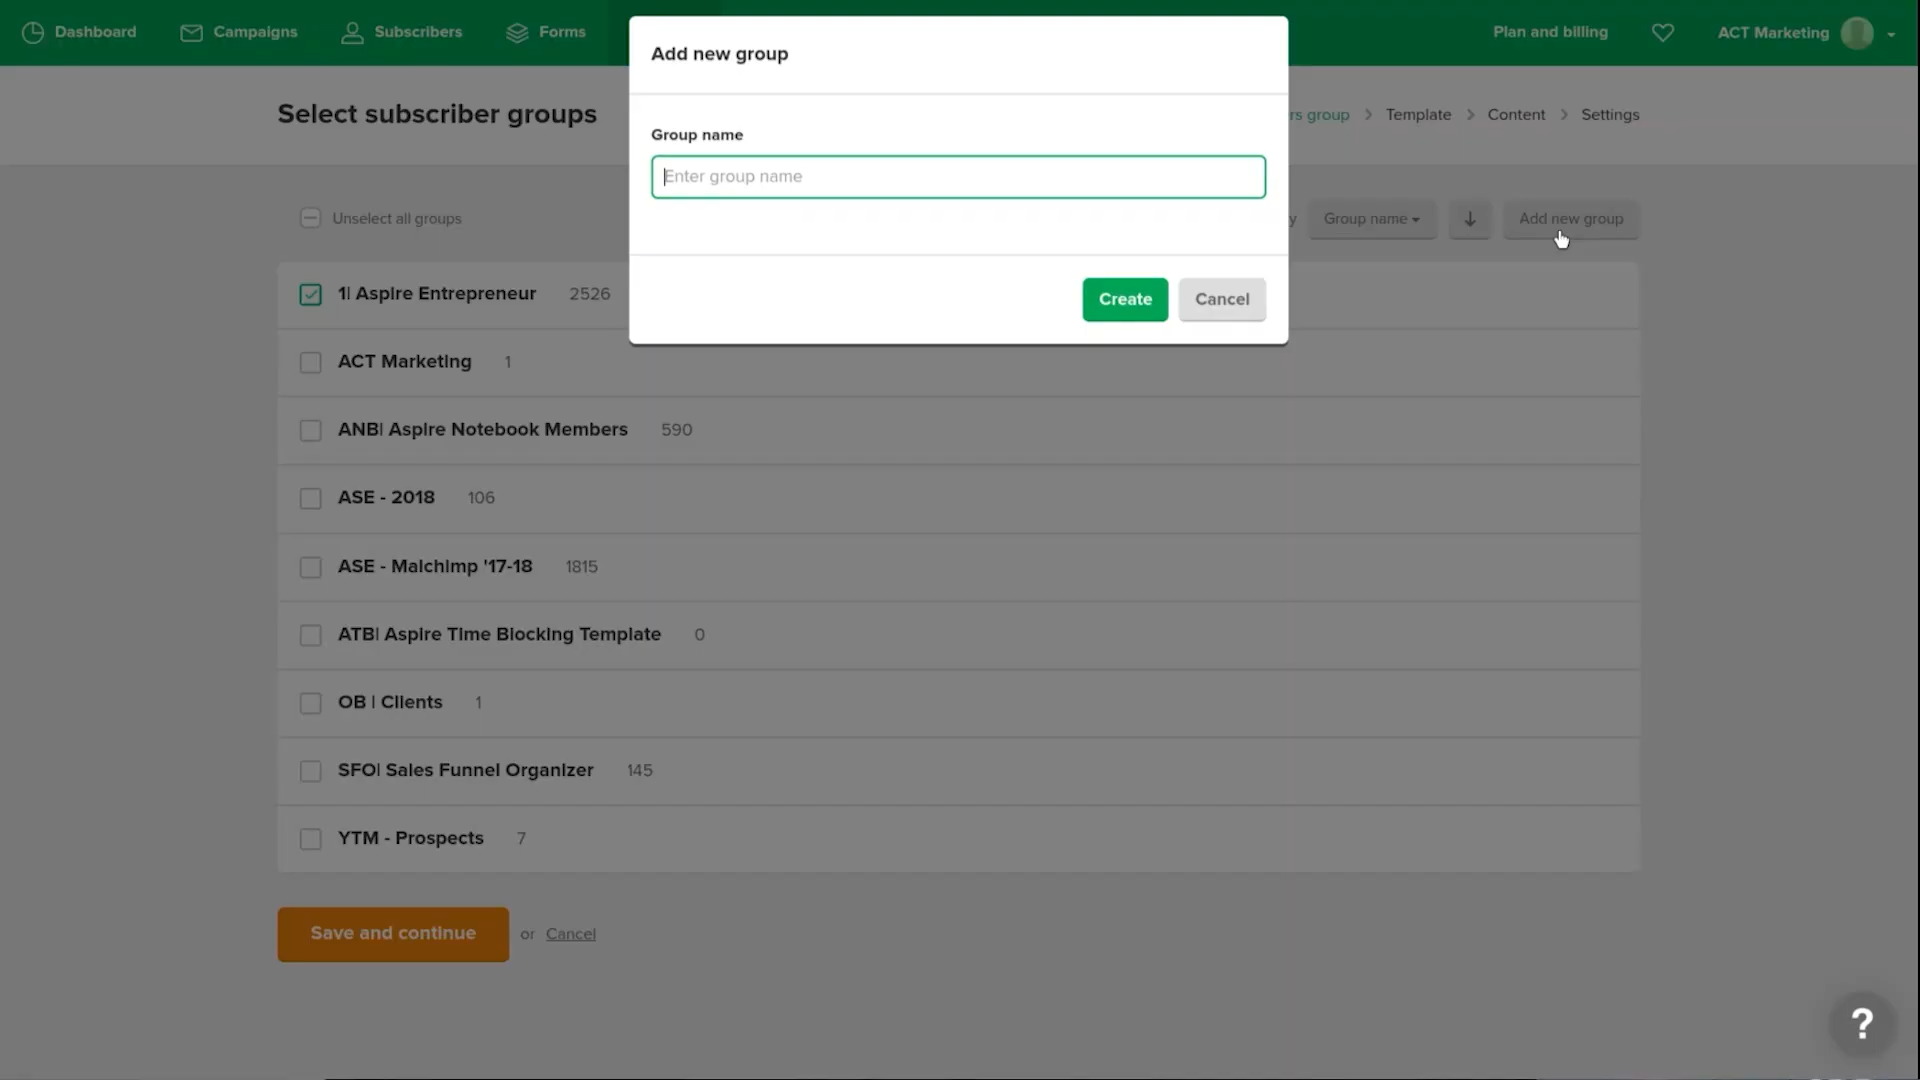 Dashboard
Campaigns
Subscribers
Forms
Plan and billing
ACT Marketing
Add new group
Select subscriber groups
rs group > Template > Content > Settings
Group name
Enter group name
Unselect all groups
y
Group name
Add new group
Create
Cancel
1| Aspire Entrepreneur 2526
ACT Marketing 1
ANB| Aspire Notebook Members 590
ASE - 2018 106
ASE - Malchimp '17-18 1815
ATB| Aspire Time Blocking Template 0
OB | Clients 1
SFO| Sales Funnel Organizer 145
YTM - Prospects 7
Save and continue or Cancel
?